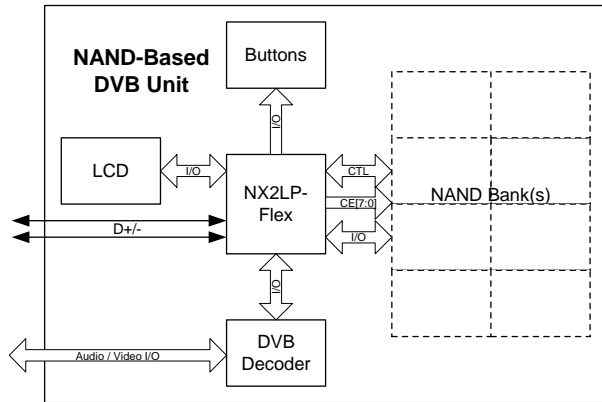 NAND-Based
DVB Unit
Buttons
I/O
LCD
I/O
NX2LP-
Flex
CTL
CE[7:0]
I/O
NAND Bank(s)
D+/-
I/O
DVB
Decoder
Audio / Video I/O